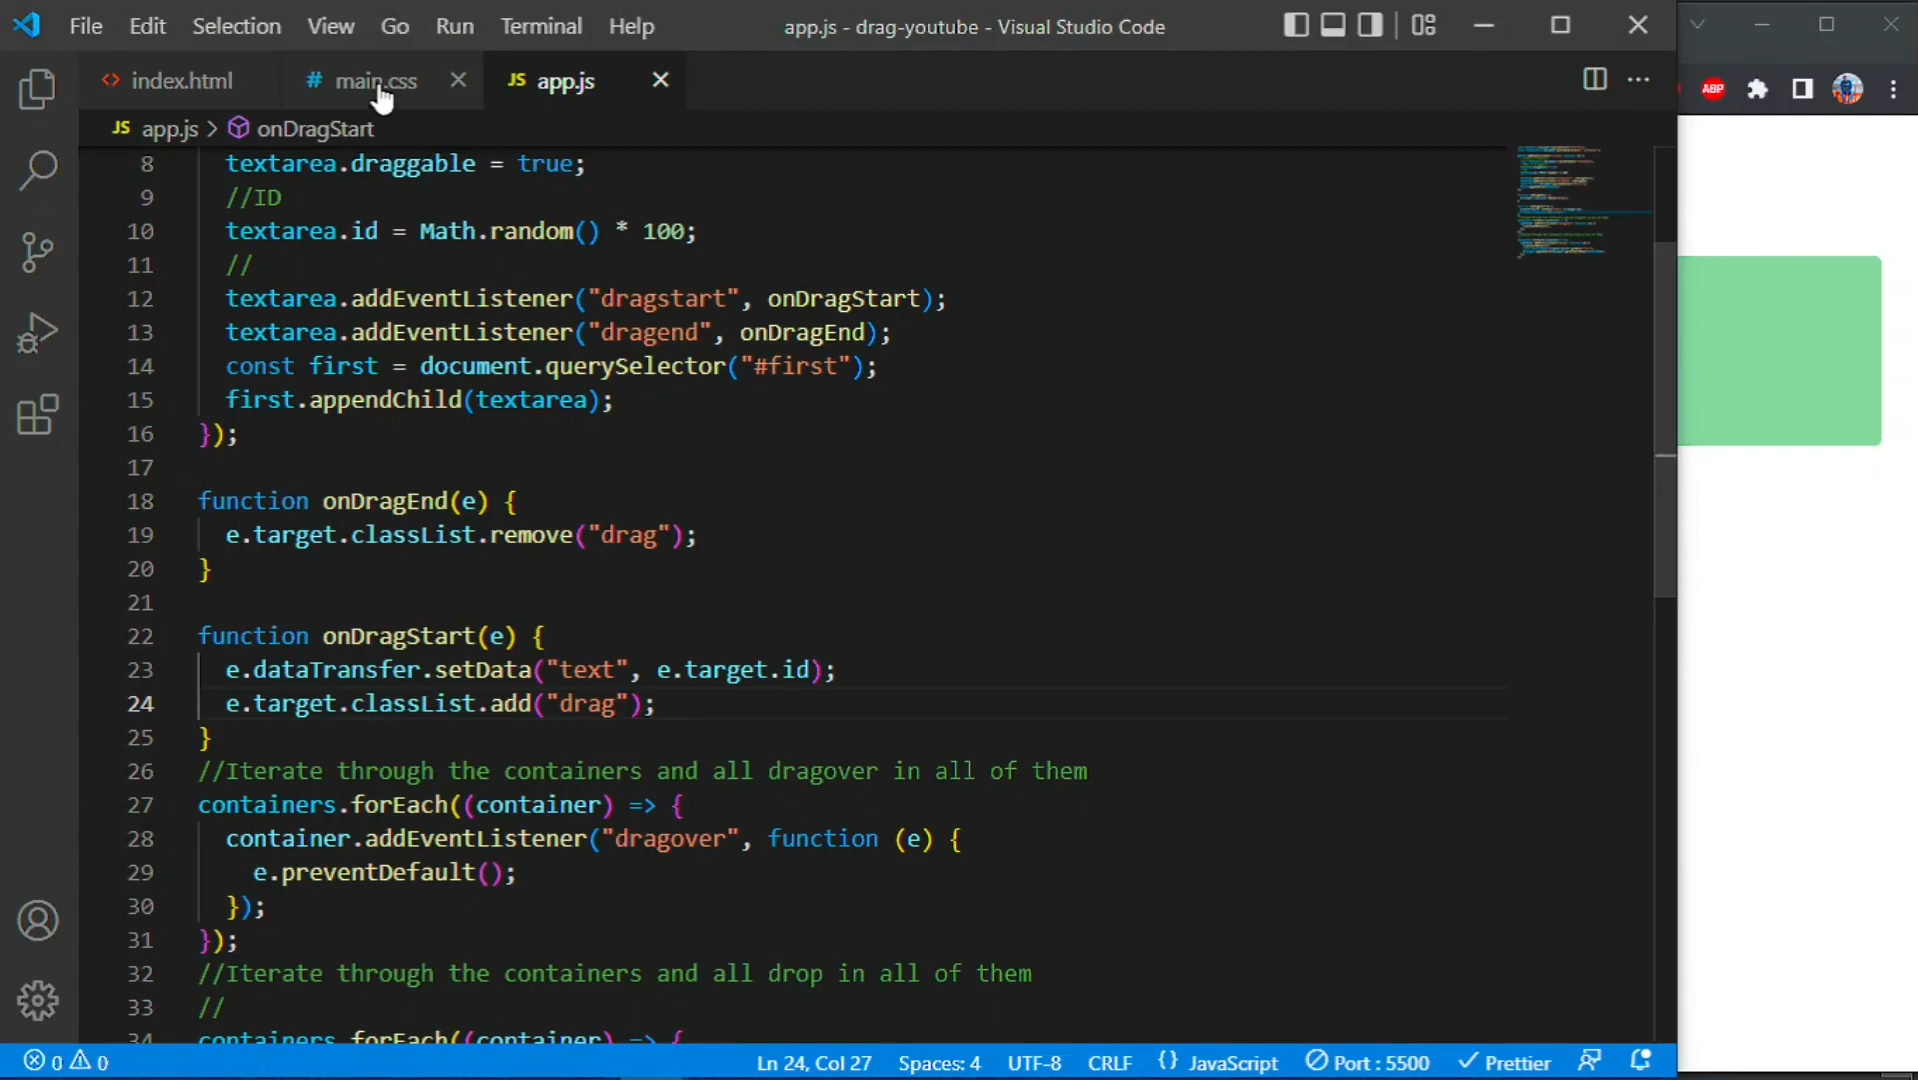 File Edit Selection View Go Run Terminal Help app.js - drag-youtube - Visual Studio Code
<> index.html # main.css JS app.js
ABP
JS app.js > onDragStart
8 textarea.draggable = true;
9 //ID
10 textarea.id = Math.random() * 100;
11 //
12 textarea.addEventListener("dragstart", onDragStart);
13 textarea.addEventListener("dragend", onDragEnd);
14 const first = document.querySelector("#first");
15 first.appendChild(textarea);
16 });
17
18 function onDragEnd(e) {
19 e.target.classList.remove("drag");
20 }
21
22 function onDragStart(e) {
23 e.dataTransfer.setData("text", e.target.id);
24 e.target.classList.add("drag");
25 }
26 //Iterate through the containers and all dragover in all of them
27 containers.forEach((container) => {
28 container.addEventListener("dragover", function (e) {
29 e.preventDefault();
30 });
31 });
32 //Iterate through the containers and all drop in all of them
33 //
34 containers.forEach((container) => {
0 0 Ln 24, Col 27 Spaces: 4 UTF-8 CRLF {} JavaScript Port : 5500 Prettier